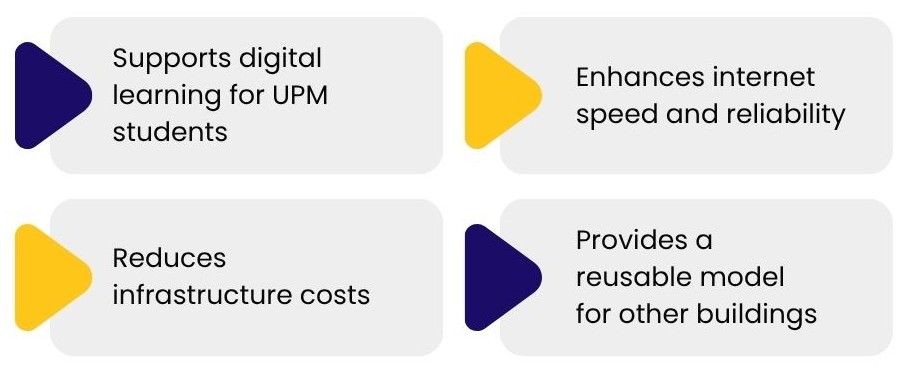 Supports digital
learning for UPM
students
Enhances internet
speed and reliability
Reduces
infrastructure costs
Provides a
reusable model
for other buildings